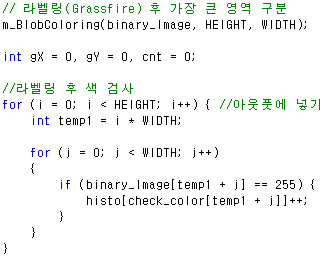 // 라벨링(Grassfire) 후 가장 큰 영역 구분
m_BlobColoring(binary_Image, HEIGHT, WIDTH);
int gX = 0, gY = 0, cnt = 0;
//라벨링 후 색 검사
for (i = 0; i < HEIGHT; i++) { //아웃풋에 넣기
int temp1 = i * WIDTH;
for (j = 0; j < WIDTH; j++)
{
if (binary_Image[temp1 + j] == 255) {
histo[check_color[temp1 + j]]++;
}
}
}